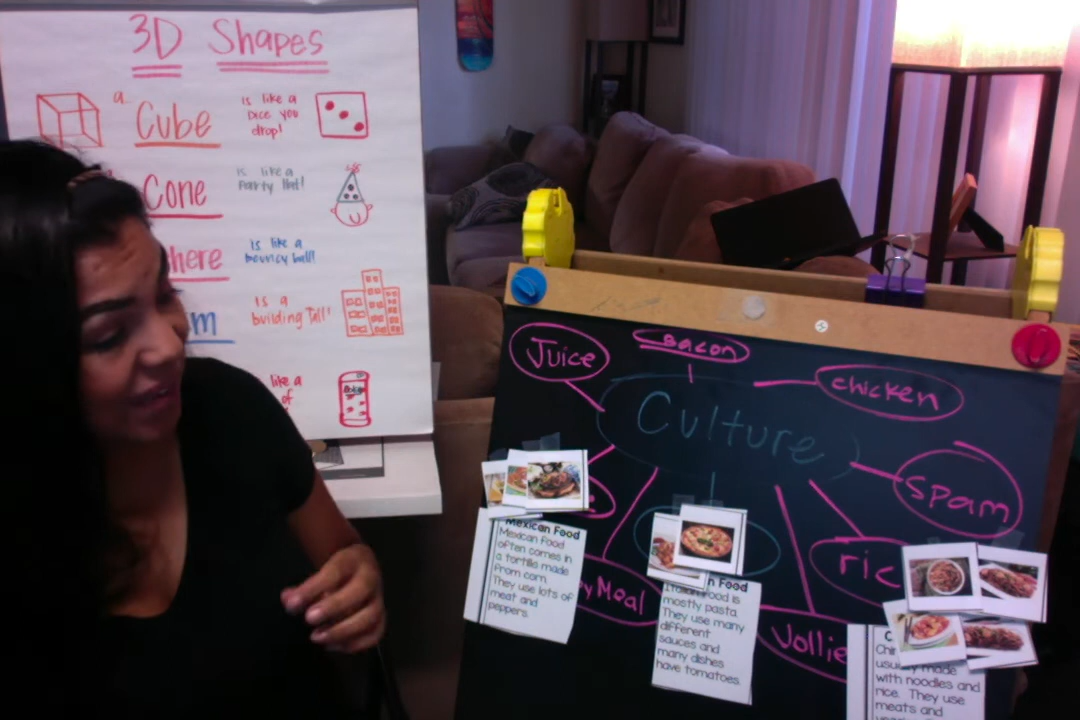 3D Shapes
a Cube
is like a
Dice you
drop!
Cone
is like a
Party Hat!
is like a
bouncy ball!
is a
building Tall!
like a
of
Culture
Juice
Bacon
chicken
Spam
Mexican Food
Mexican food
often comes in
a tortilla made
from corn.
They use lots of
meat and
peppers.
Meal
Food
food is
mostly pasta.
They use many
different
sauces and
many dishes
have tomatoes.
made
with noodles and
rice. They use
meats and